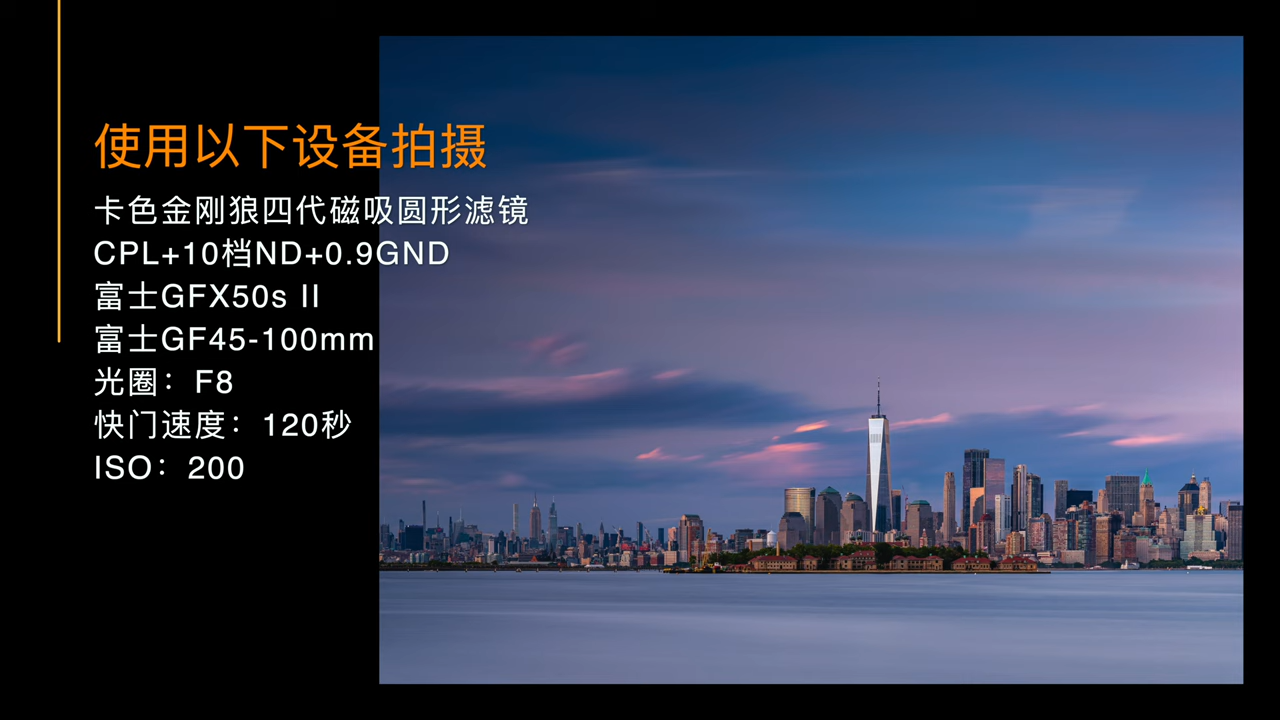 使用以下设备拍摄
卡色金刚狼四代磁吸圆形滤镜
CPL+10档ND+0.9GND
富士GFX50s II
富士GF45-100mm
光圈：F8
快门速度：120秒
ISO：200